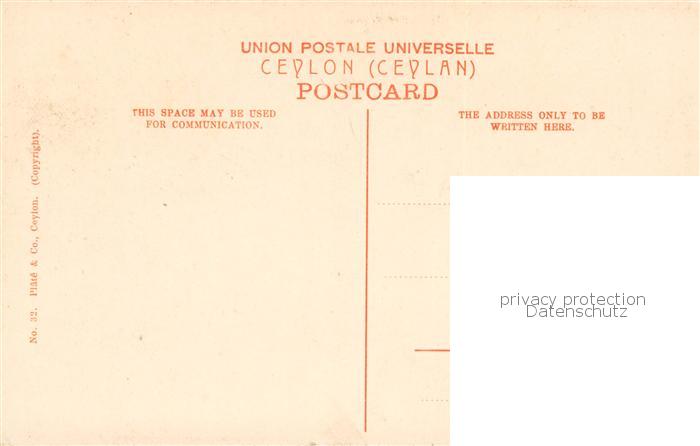 UNION POSTALE UNIVERSELLE
CEYLON (CEYLAN)
POSTCARD
THIS SPACE MAY BE USED
FOR COMMUNICATION.
THE ADDRESS ONLY TO BE
WRITTEN HERE.
No. 32. Plâté & Co., Ceylon. (Copyright).
privacy protection
Datenschutz